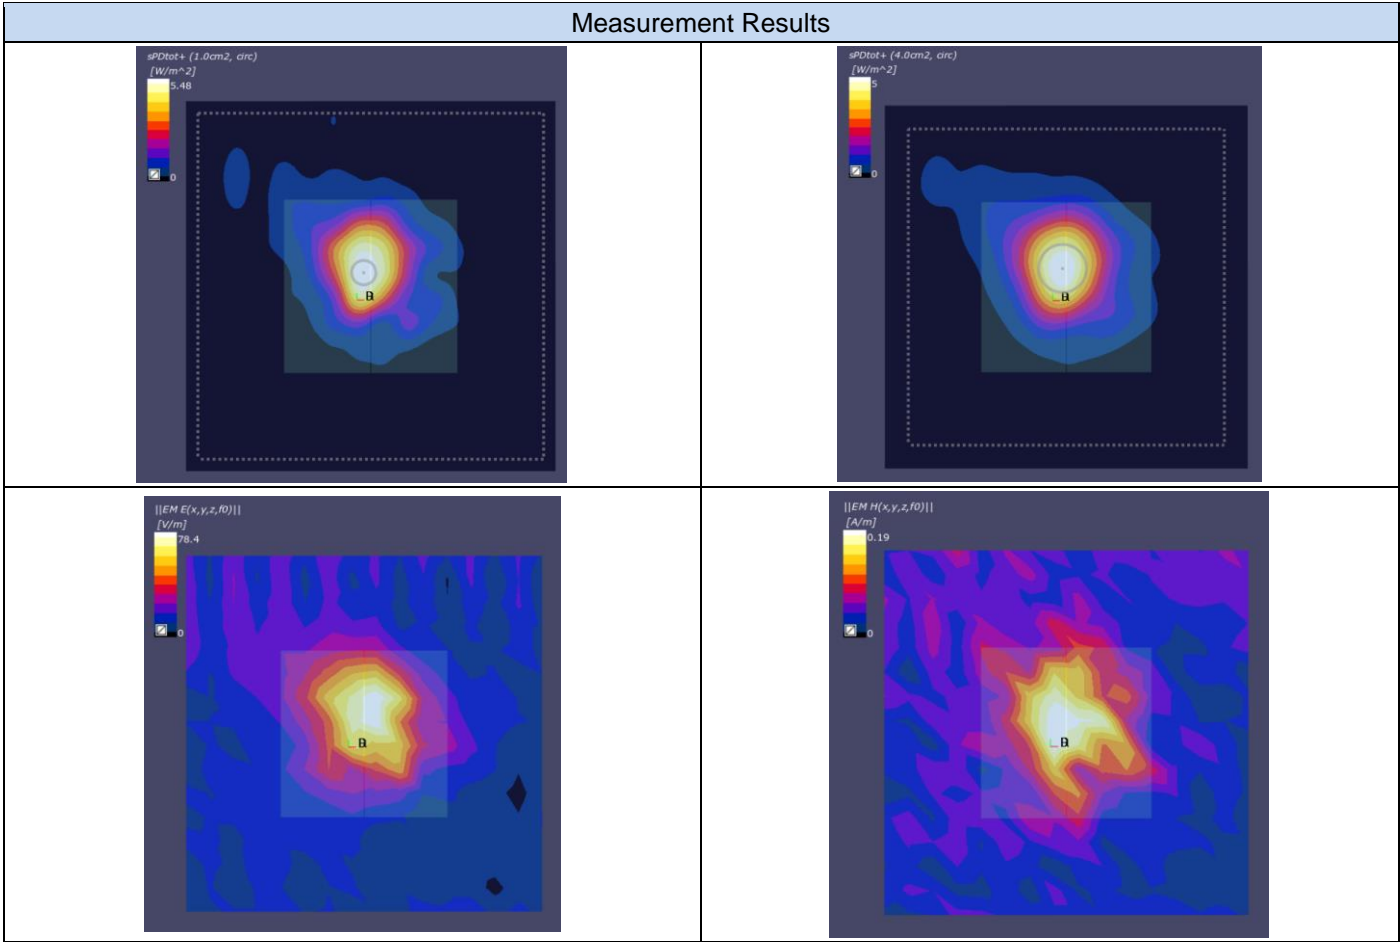 Measurement Results
sPDtot+ (1.0cm2, circ)
[W/m^2]
5.48
0
sPDtot+ (4.0cm2, circ)
[W/m^2]
5
0
||EM E(x,y,z,f0)||
[V/m]
78.4
0
||EM H(x,y,z,f0)||
[A/m]
0.19
0